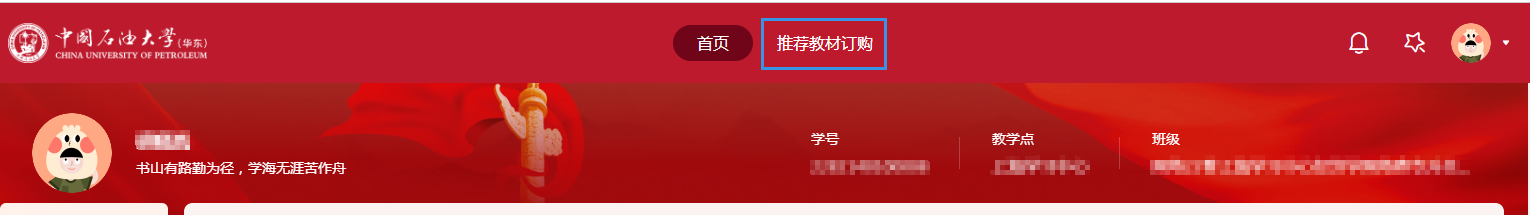 中国石油大学(华东)
CHINA UNIVERSITY OF PETROLEUM
首页
推荐教材订购
书山有路勤为径，学海无涯苦作舟
学号
教学点
班级